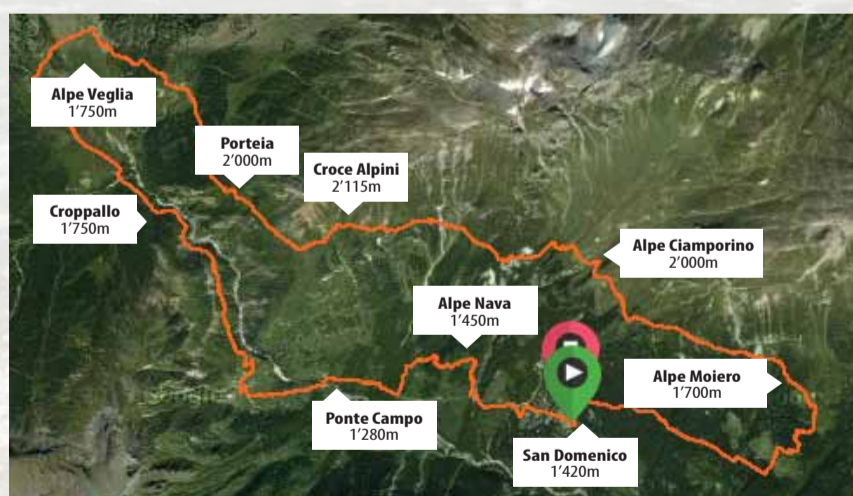 Alpe Veglia
1'750m
Porteia
2'000m
Croce Alpini
2'115m
Croppallo
1'750m
Alpe Ciamporino
2'000m
Alpe Nava
1'450m
Alpe Moiero
1'700m
Ponte Campo
1'280m
San Domenico
1'420m